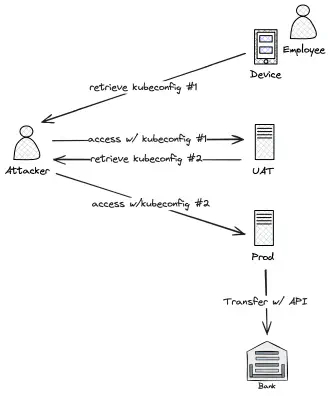 Employee
Device
retrieve kubeconfig #1
access w/ kubeconfig #1
retrieve kubeconfig #2
Attacker
UAT
access w/kubeconfig #2
Prod
Transfer w/ API
Bank